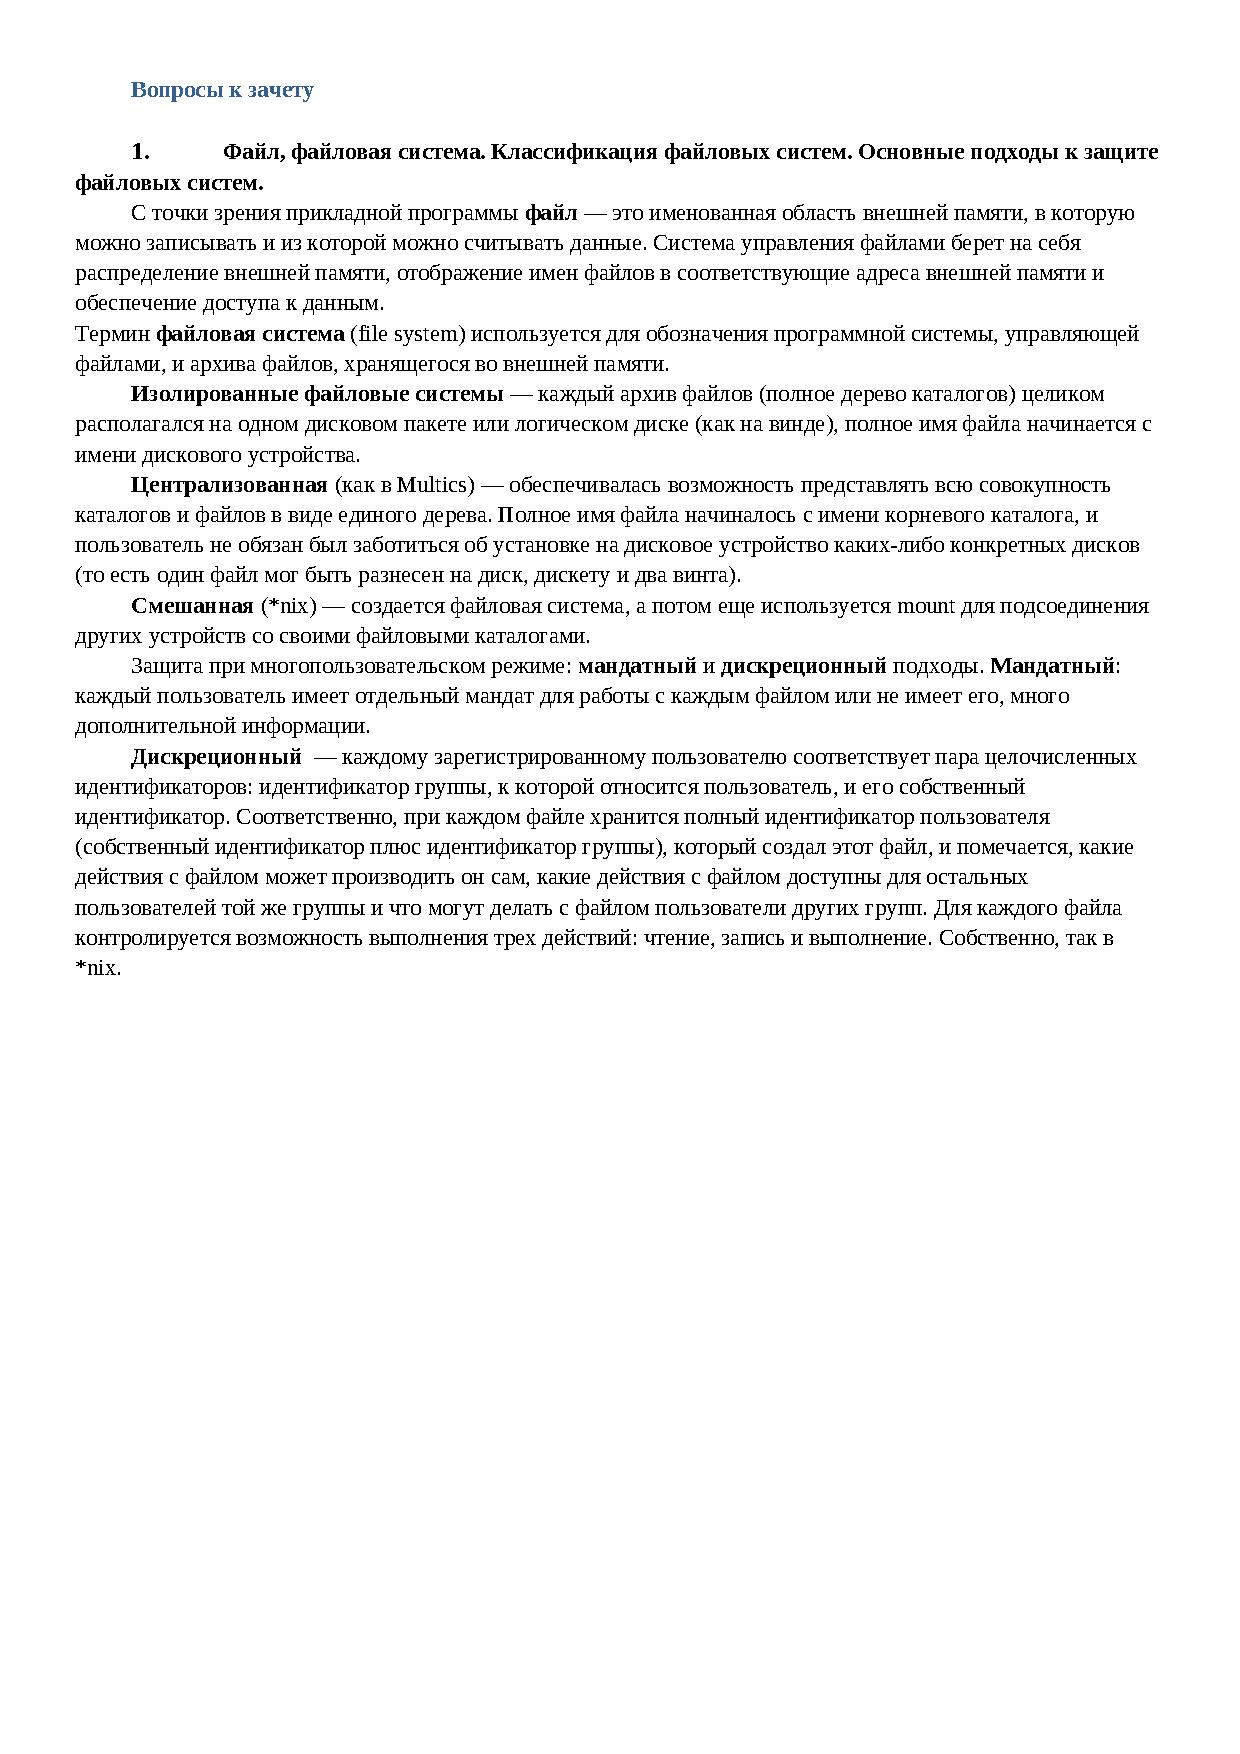 Вопросы к зачету
1. Файл, файловая система. Классификация файловых систем. Основные подходы к защите
файловых систем.
С точки зрения прикладной программы файл — это именованная область внешней памяти, в которую
можно записывать и из которой можно считывать данные. Система управления файлами берет на себя
распределение внешней памяти, отображение имен файлов в соответствующие адреса внешней памяти и
обеспечение доступа к данным.
Термин файловая система (file system) используется для обозначения программной системы, управляющей
файлами, и архива файлов, хранящегося во внешней памяти.
Изолированные файловые системы — каждый архив файлов (полное дерево каталогов) целиком
располагался на одном дисковом пакете или логическом диске (как на винде), полное имя файла начинается с
имени дискового устройства.
Централизованная (как в Multics) — обеспечивалась возможность представлять всю совокупность
каталогов и файлов в виде единого дерева. Полное имя файла начиналось с имени корневого каталога, и
пользователь не обязан был заботиться об установке на дисковое устройство каких-либо конкретных дисков
(то есть один файл мог быть разнесен на диск, дискету и два винта).
Смешанная (*nix) — создается файловая система, а потом еще используется mount для подсоединения
других устройств со своими файловыми каталогами.
Защита при многопользовательском режиме: мандатный и дискреционный подходы. Мандатный:
каждый пользователь имеет отдельный мандат для работы с каждым файлом или не имеет его, много
дополнительной информации.
Дискреционный — каждому зарегистрированному пользователю соответствует пара целочисленных
идентификаторов: идентификатор группы, к которой относится пользователь, и его собственный
идентификатор. Соответственно, при каждом файле хранится полный идентификатор пользователя
(собственный идентификатор плюс идентификатор группы), который создал этот файл, и помечается, какие
действия с файлом может производить он сам, какие действия с файлом доступны для остальных
пользователей той же группы и что могут делать с файлом пользователи других групп. Для каждого файла
контролируется возможность выполнения трех действий: чтение, запись и выполнение. Собственно, так в
*nix.